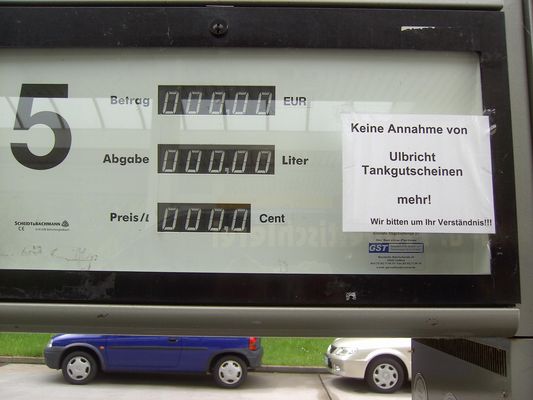 5
Betrag 000,00 EUR
Abgabe 000,00 Liter
Preis/L 000,0 Cent
SCHEIDT&BACHMANN
CE
Keine Annahme von
Ulbricht
Tankgutscheinen
mehr!
Wir bitten um Ihr Verständnis!!!
GST